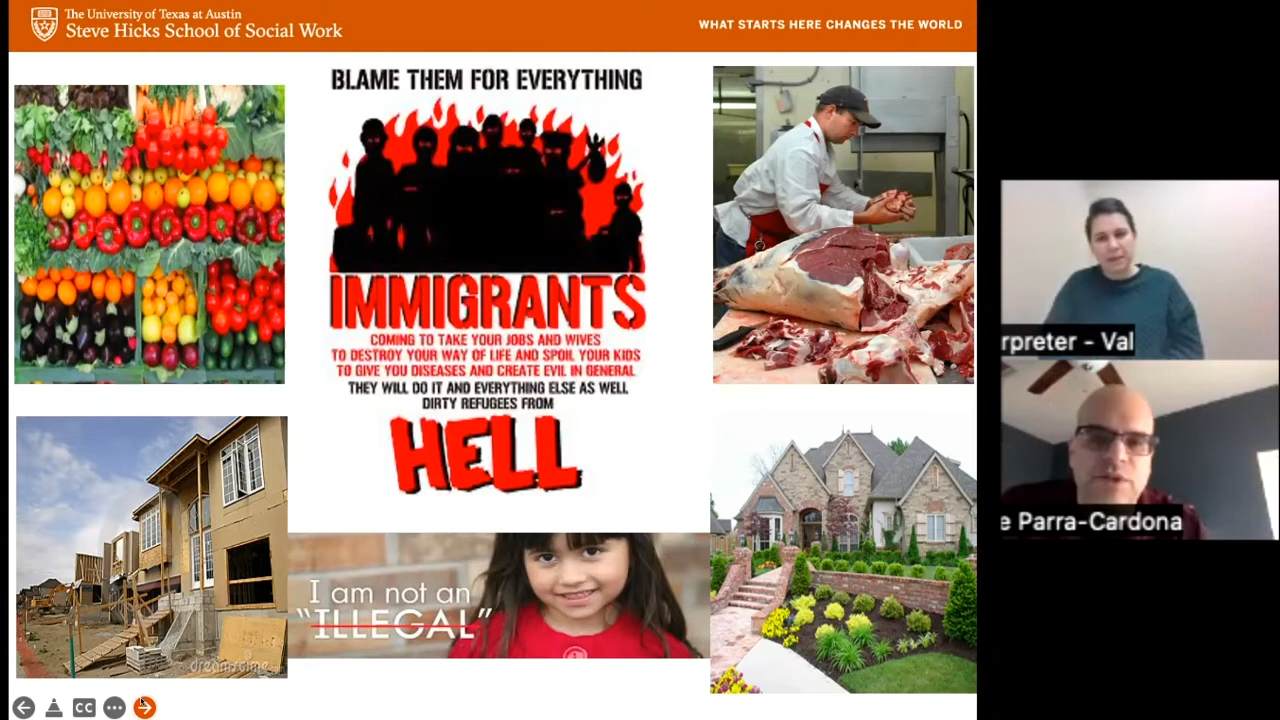 The University of Texas at Austin
Steve Hicks School of Social Work
WHAT STARTS HERE CHANGES THE WORLD
BLAME THEM FOR EVERYTHING
IMMIGRANTS
COMING TO TAKE YOUR JOBS AND WIVES
TO DESTROY YOUR WAY OF LIFE AND SPOIL YOUR KIDS
TO GIVE YOU DISEASES AND CREATE EVIL IN GENERAL
THEY WILL DO IT AND EVERYTHING ELSE AS WELL
DIRTY REFUGEES FROM
HELL
I am not an
"ILLEGAL"
dreamstime
rpreter - Val
e Parra-Cardona
CC